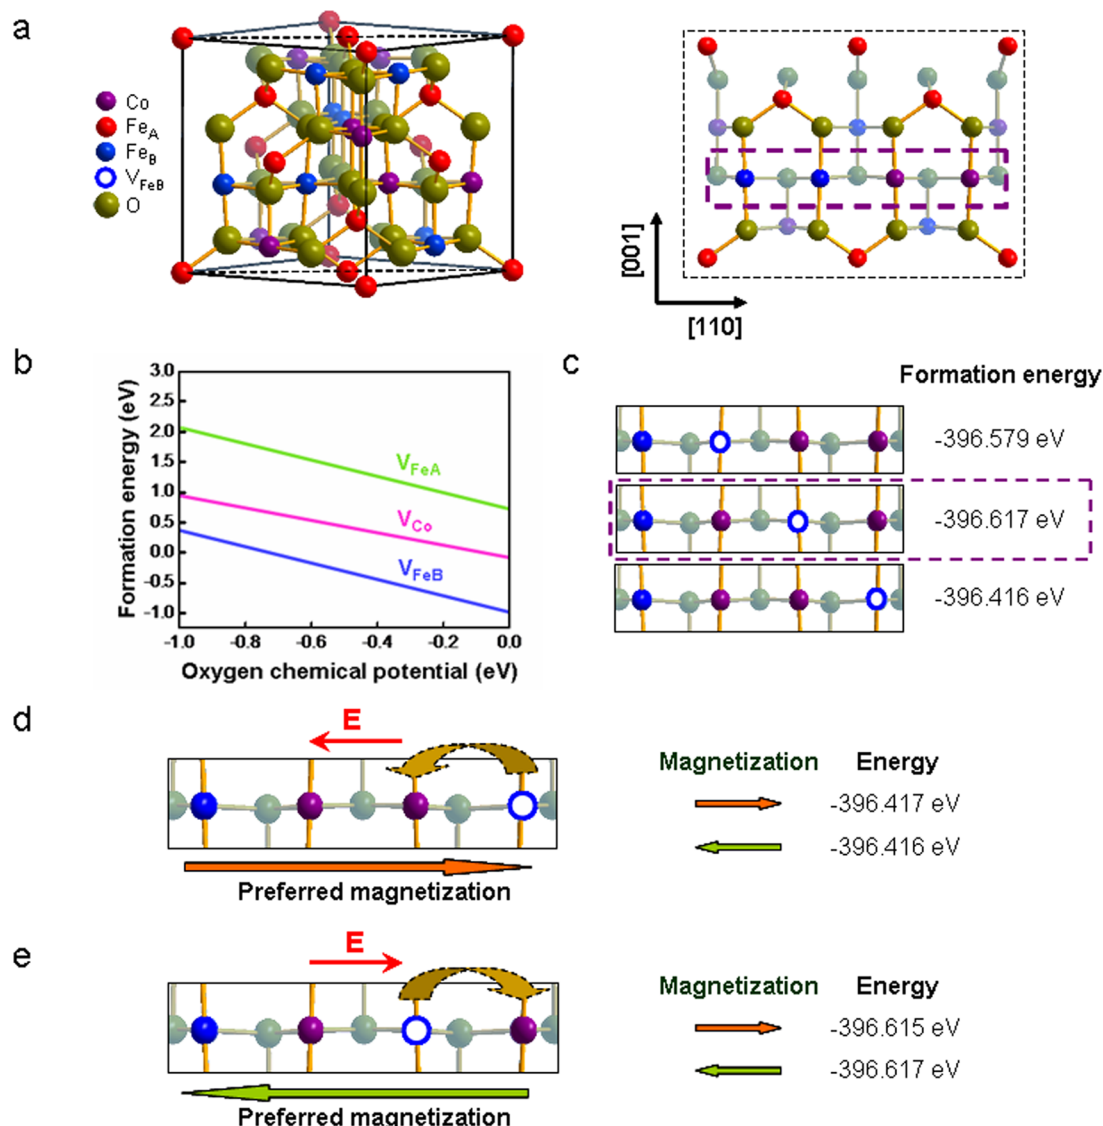 a
Co
FeA
FeB
VFeB
O
[001]
[110]
b
Formation energy (eV)
3.0
2.5
2.0
1.5
1.0
0.5
0.0
-0.5
-1.0
VFeA
VCo
VFeB
-1.0 -0.8 -0.6 -0.4 -0.2 0.0
Oxygen chemical potential (eV)
c
Formation energy
-396.579 eV
-396.617 eV
-396.416 eV
d
E
Preferred magnetization
Magnetization Energy
-396.417 eV
-396.416 eV
e
E
Preferred magnetization
Magnetization Energy
-396.615 eV
-396.617 eV